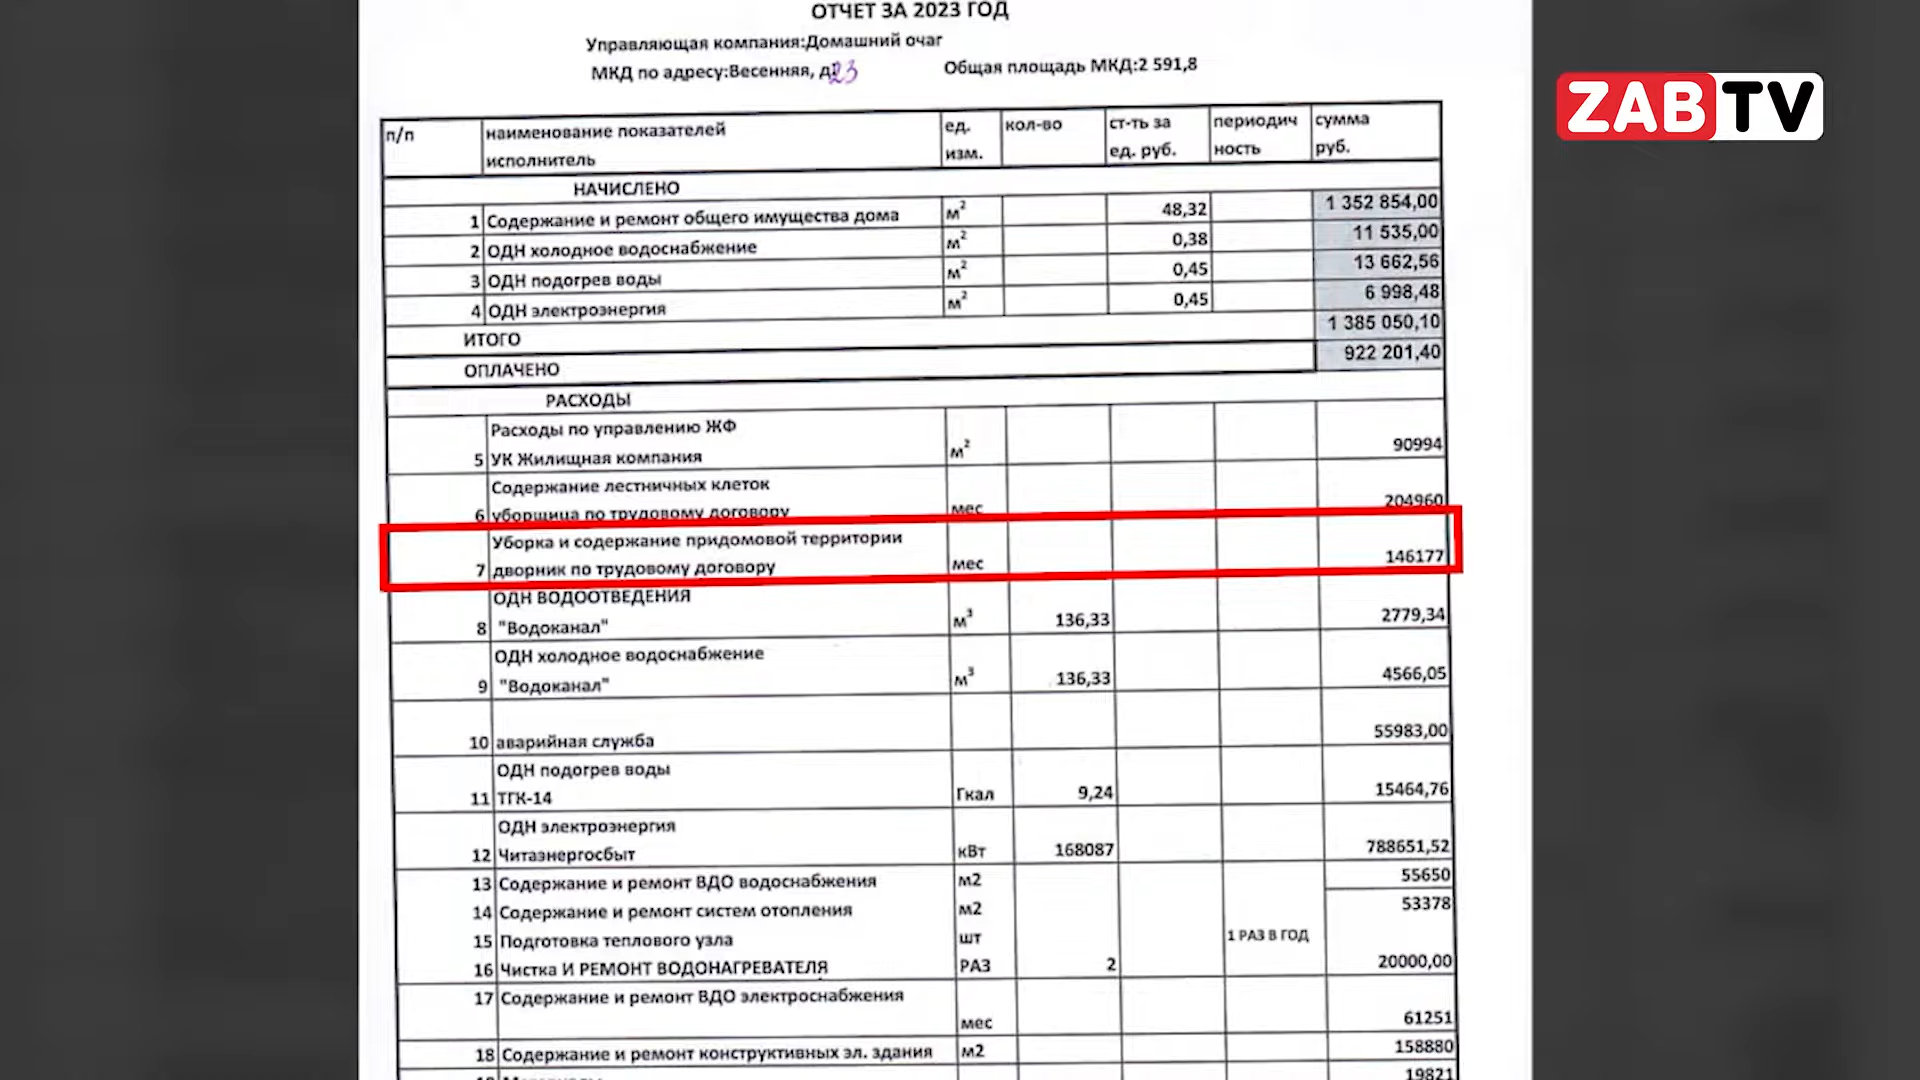 ОТЧЕТ ЗА 2023 ГОД
Управляющая компания:Домашний очаг
МКД по адресу:Весенняя, д 23 Общая площадь МКД:2 591,8
ZABTV
п/п наименование показателей исполнитель ед. изм. кол-во ст-ть за ед. руб. периодич ность сумма руб.
НАЧИСЛЕНО
1 Содержание и ремонт общего имущества дома м² 48,32 1 352 854,00
2 ОДН холодное водоснабжение м² 0,38 11 535,00
3 ОДН подогрев воды м² 0,45 13 662,56
4 ОДН электроэнергия м² 0,45 6 998,48
ИТОГО 1 385 050,10
ОПЛАЧЕНО 922 201,40
РАСХОДЫ
Расходы по управлению ЖФ
5 УК Жилищная компания м² 90994
Содержание лестничных клеток
6 уборщица по трудовому договору мес 204960
Уборка и содержание придомовой территории
7 дворник по трудовому договору мес 146177
ОДН ВОДООТВЕДЕНИЯ
8 "Водоканал" м³ 136,33 2779,34
ОДН холодное водоснабжение
9 "Водоканал" м³ 136,33 4566,05
10 аварийная служба 55983,00
ОДН подогрев воды
11 ТГК-14 Гкал 9,24 15464,76
ОДН электроэнергия
12 Читаэнергосбыт кВт 168087 788651,52
13 Содержание и ремонт ВДО водоснабжения м2 55650
14 Содержание и ремонт систем отопления м2 53378
15 Подготовка теплового узла шт 1 РАЗ В ГОД
16 Чистка И РЕМОНТ ВОДОНАГРЕВАТЕЛЯ РАЗ 2 20000,00
17 Содержание и ремонт ВДО электроснабжения
мес 61251
18 Содержание и ремонт конструктивных эл. здания м2 158880
19821